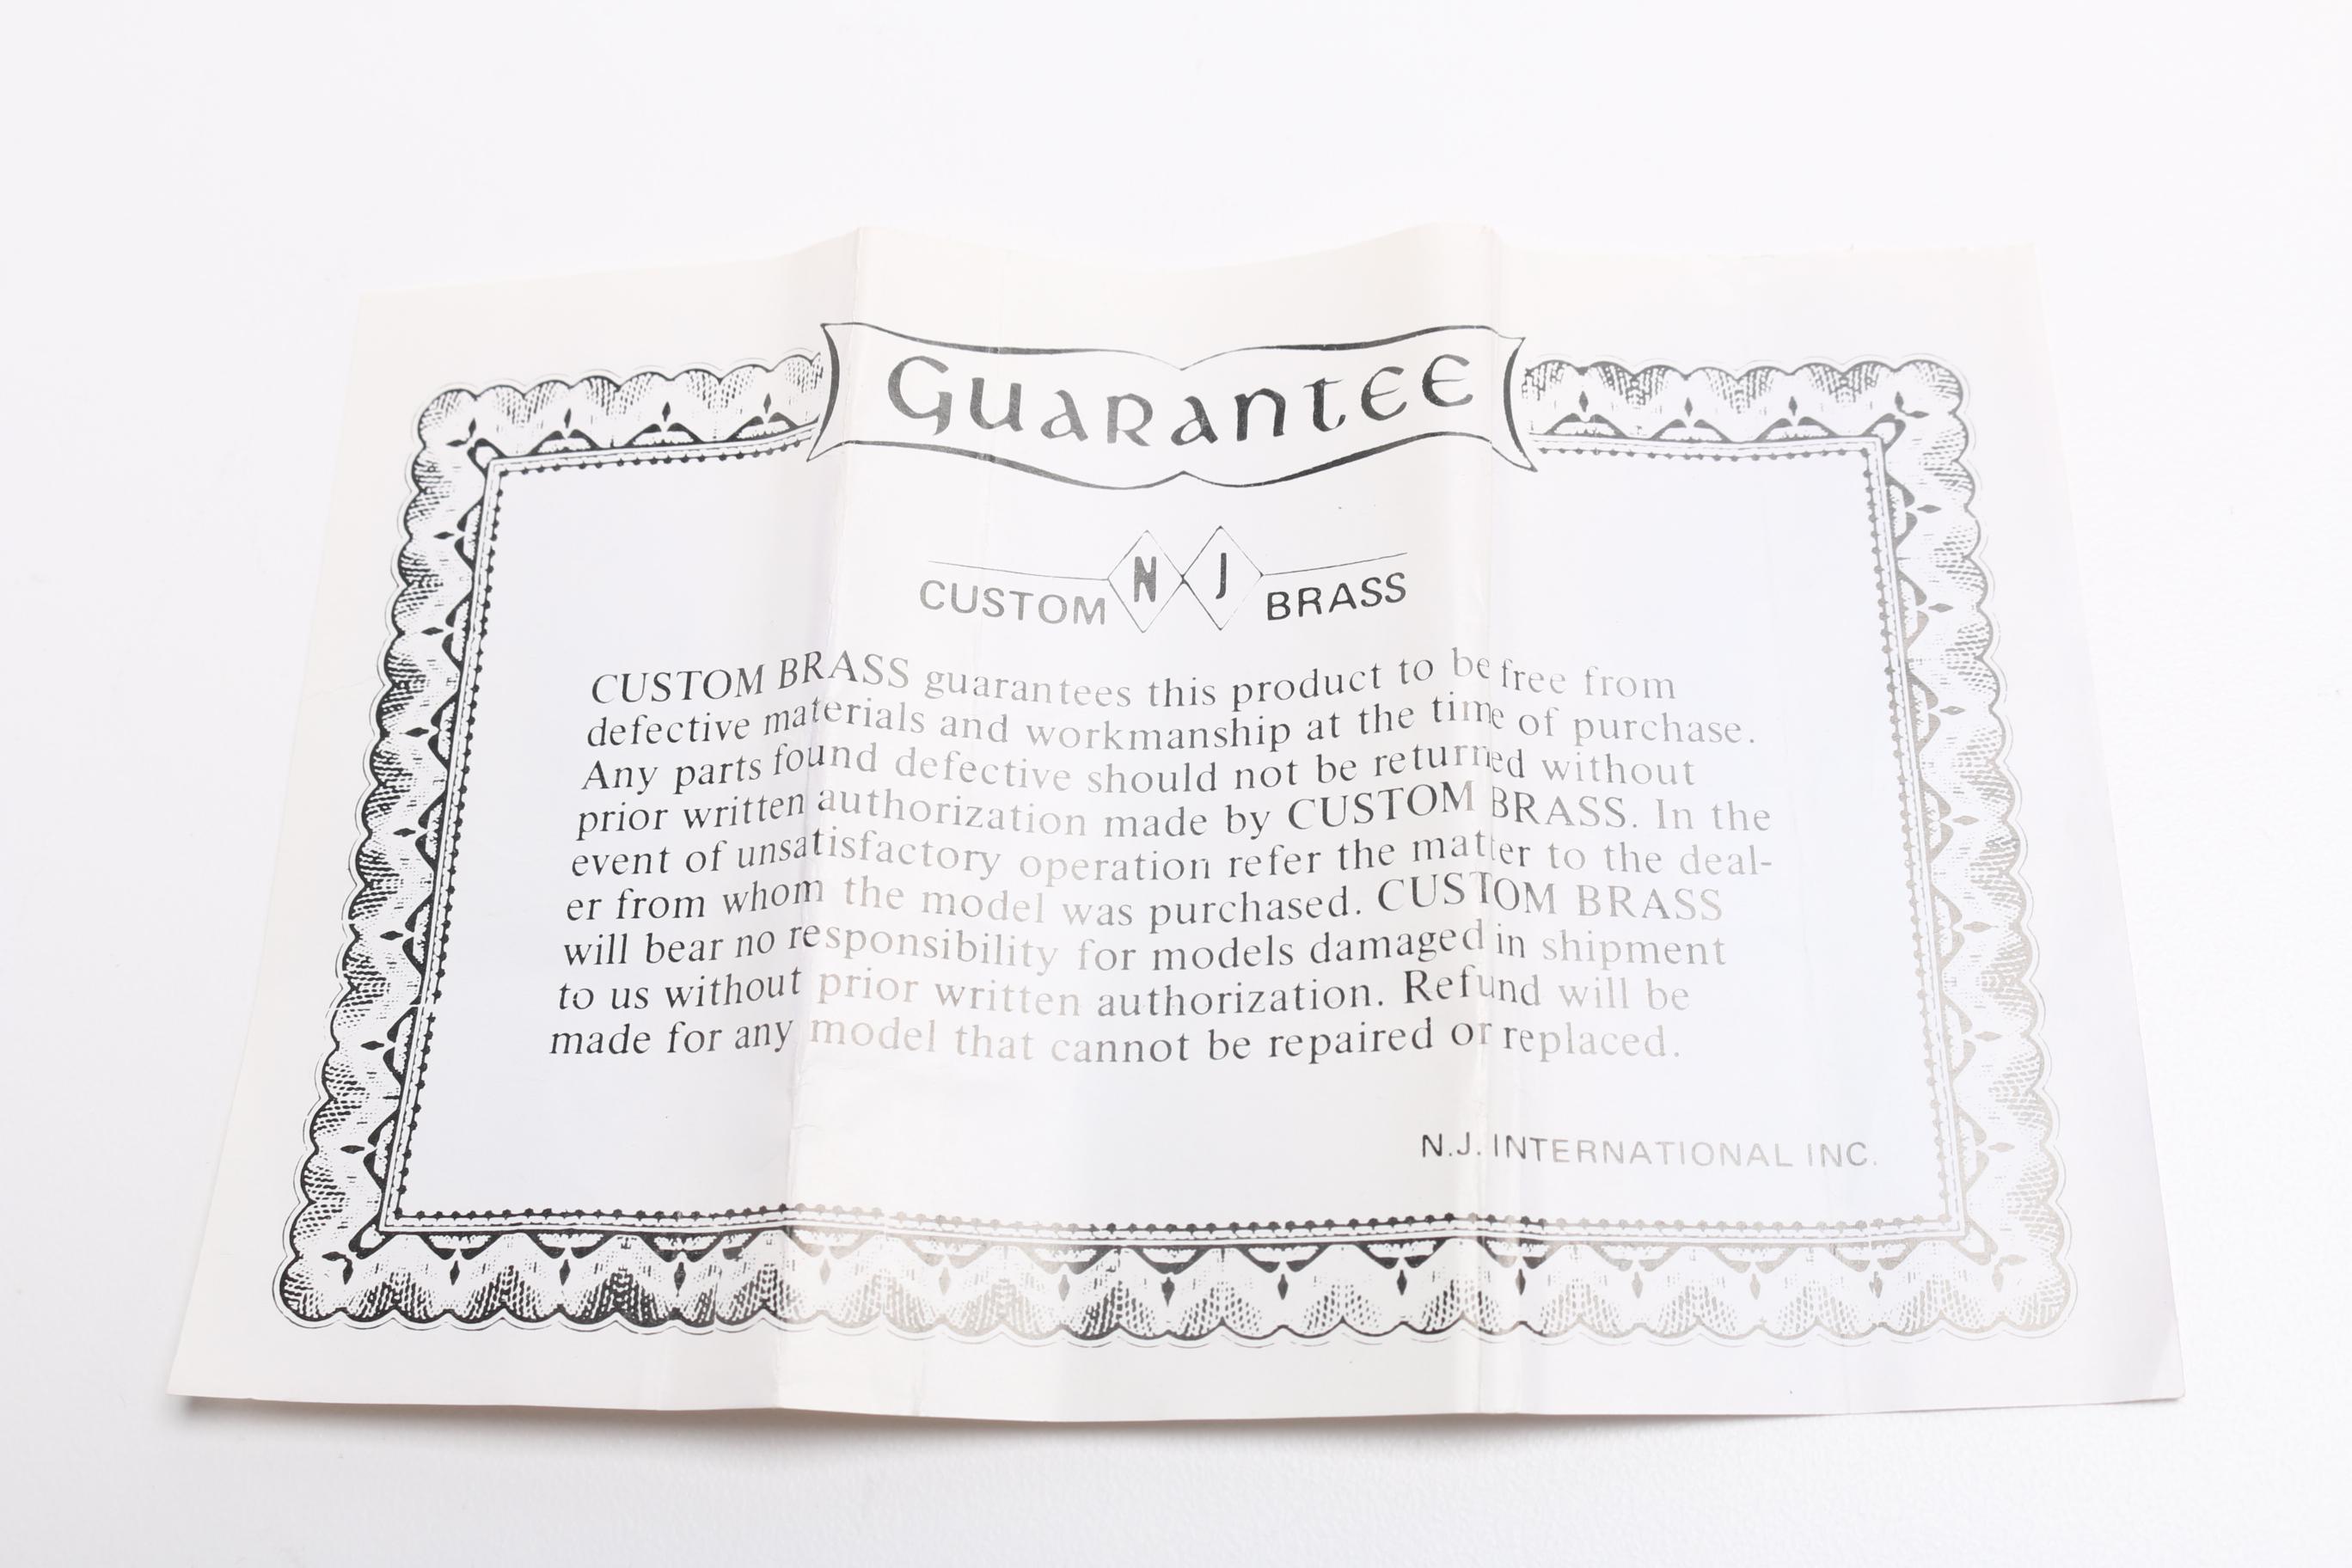 GUARANTEE
CUSTOM N J BRASS
CUSTOM BRASS guarantees this product to be free from
defective materials and workmanship at the time of purchase.
Any parts found defective should not be returned without
prior written authorization made by CUSTOM BRASS. In the
event of unsatisfactory operation refer the matter to the deal-
er from whom the model was purchased. CUSTOM BRASS
will bear no responsibility for models damaged in shipment
to us without prior written authorization. Refund will be
made for any model that cannot be repaired or replaced.
N.J. INTERNATIONAL INC.